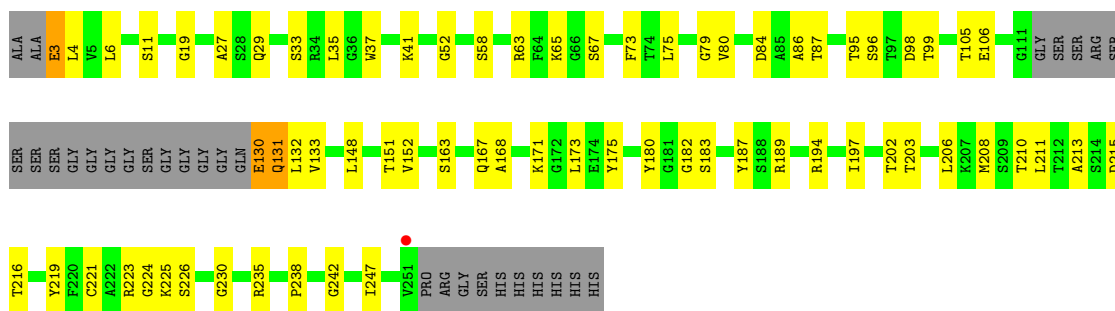 ALA ALA E3 L4 V5 L6 S11 G19 A27 S28 Q29 S33 R34 L35 G36 W37 K41 G52 S58 R63 F64 K65 G66 S67 F73 T74 L75 G79 V80 D84 A85 A86 T87 T95 S96 T97 D98 T99 T105 E106 G111 GLY SER SER ARG SER
SER SER SER GLY GLY GLY GLY SER GLY GLY GLY GLY GLN E130 Q131 L132 V133 L148 T151 V152 S163 Q167 A168 K171 G172 L173 E174 Y175 Y180 G181 G182 S183 Y187 S188 R189 R194 I197 T202 T203 L206 K207 M208 S209 T210 L211 T212 A213 S214 D215
T216 Y219 F220 C221 A222 R223 G224 K225 S226 G230 R235 P238 G242 I247 V251 PRO ARG GLY SER HIS HIS HIS HIS HIS HIS